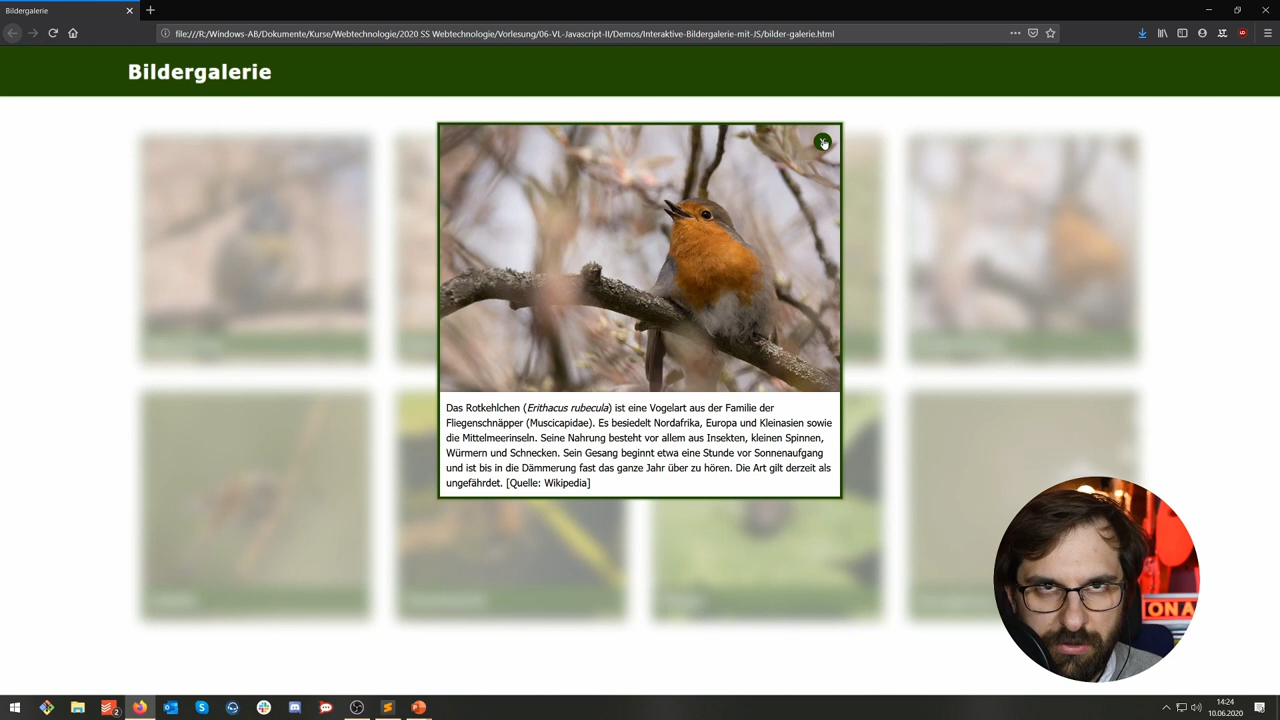 Bildergalerie
file:///R:/Windows-AB/Dokumente/Kurse/Webtechnologie/2020 SS Webtechnologie/Vorlesung/06-VL-Javascript-II/Demos/Interaktive-Bildergalerie-mit-JS/bilder-galerie.html
Bildergalerie
Das Rotkehlchen (Erithacus rubecula) ist eine Vogelart aus der Familie der
Fliegenschnäpper (Muscicapidae). Es besiedelt Nordafrika, Europa und Kleinasien sowie
die Mittelmeerinseln. Seine Nahrung besteht vor allem aus Insekten, kleinen Spinnen,
Würmern und Schnecken. Sein Gesang beginnt etwa eine Stunde vor Sonnenaufgang
und ist bis in die Dämmerung fast das ganze Jahr über zu hören. Die Art gilt derzeit als
ungefährdet. [Quelle: Wikipedia]
ON A
2
14:24
10.06.2020